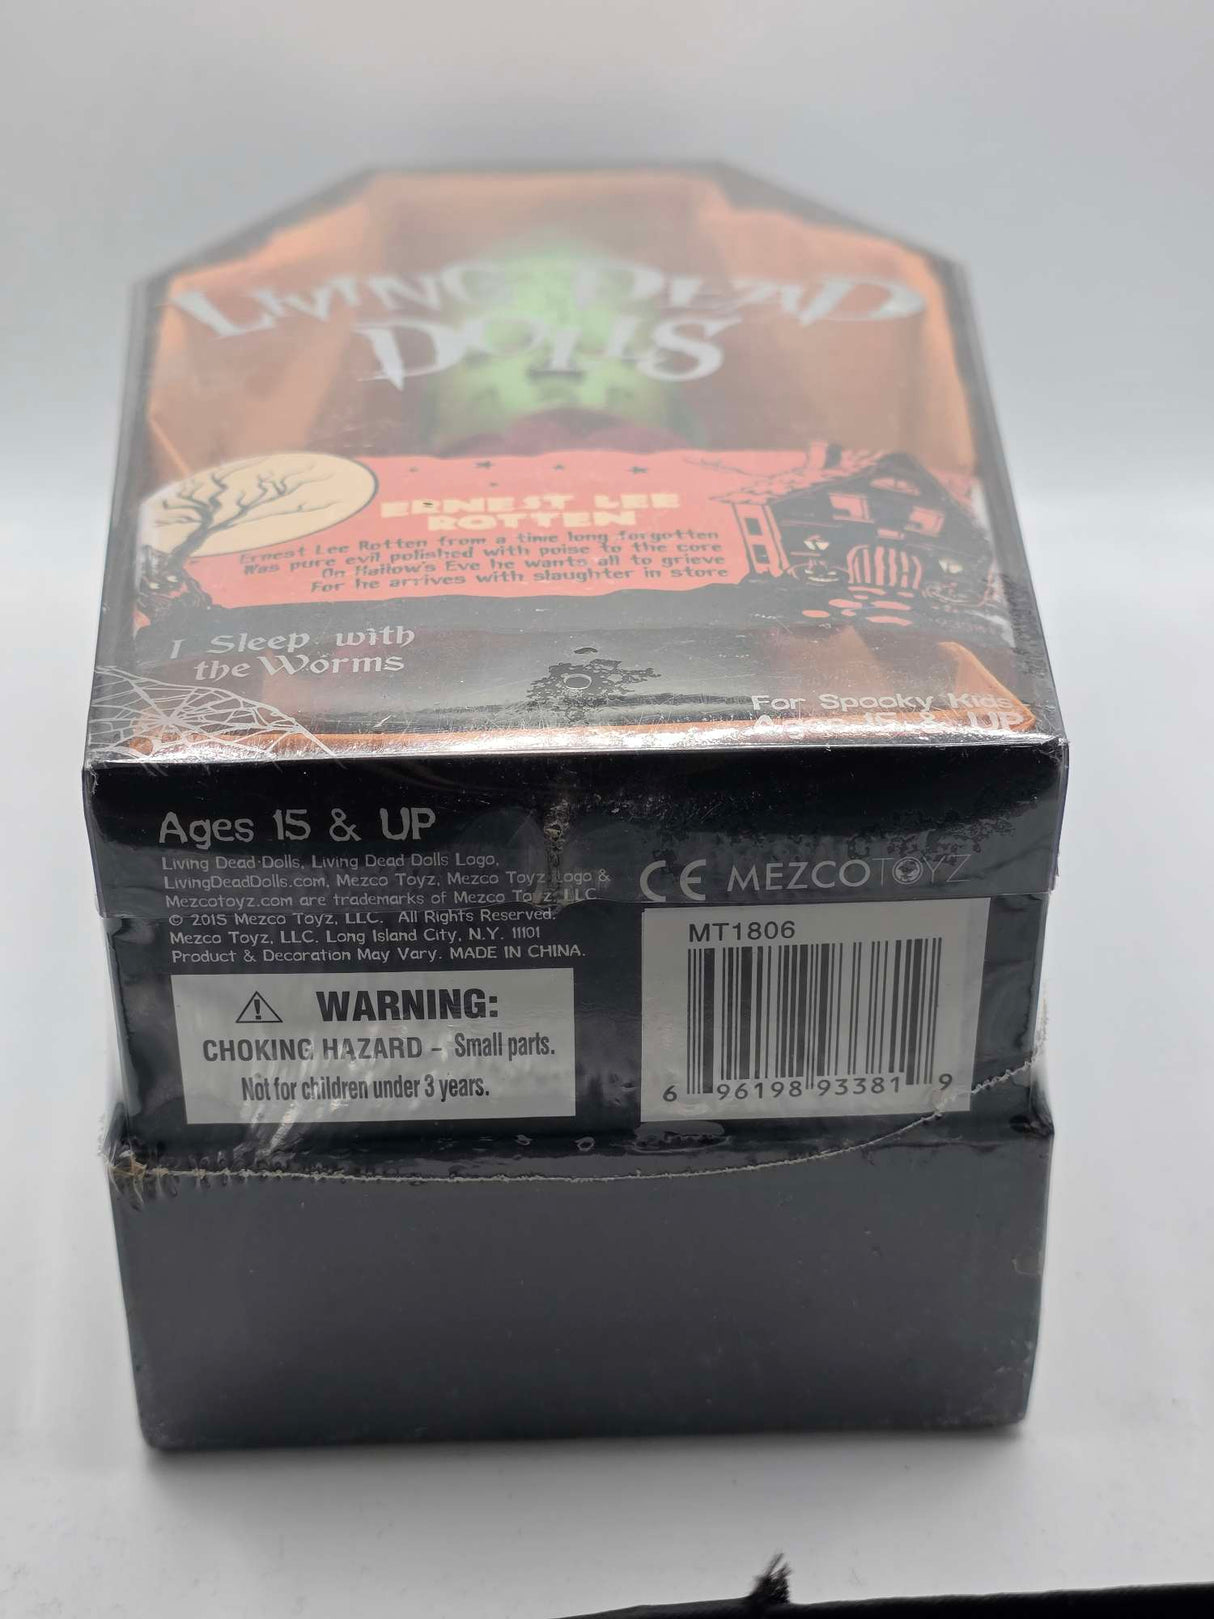 LIVING DEAD
DOLLS
ERNEST LEE
ROTTEN
Ernest Lee Rotten from a time long forgotten
Was pure evil polished with poise to the core
On Hallow's Eve he wants all to grieve
For he arrives with slaughter in store
I Sleep with
the Worms
For Spooky Kids
Ages 15 & UP
Ages 15 & UP
Living Dead Dolls, Living Dead Dolls Logo,
LivingDeadDolls.com, Mezco Toyz, Mezco Toyz Logo &
Mezcotoyz.com are trademarks of Mezco Toyz, LLC
© 2015 Mezco Toyz, LLC. All Rights Reserved.
Mezco Toyz, LLC. Long Island City, N.Y. 11101
Product & Decoration May Vary. MADE IN CHINA.
CE MEZCOTOYZ
WARNING:
CHOKING HAZARD – Small parts.
Not for children under 3 years.
MT1806
6 96198 93381 9